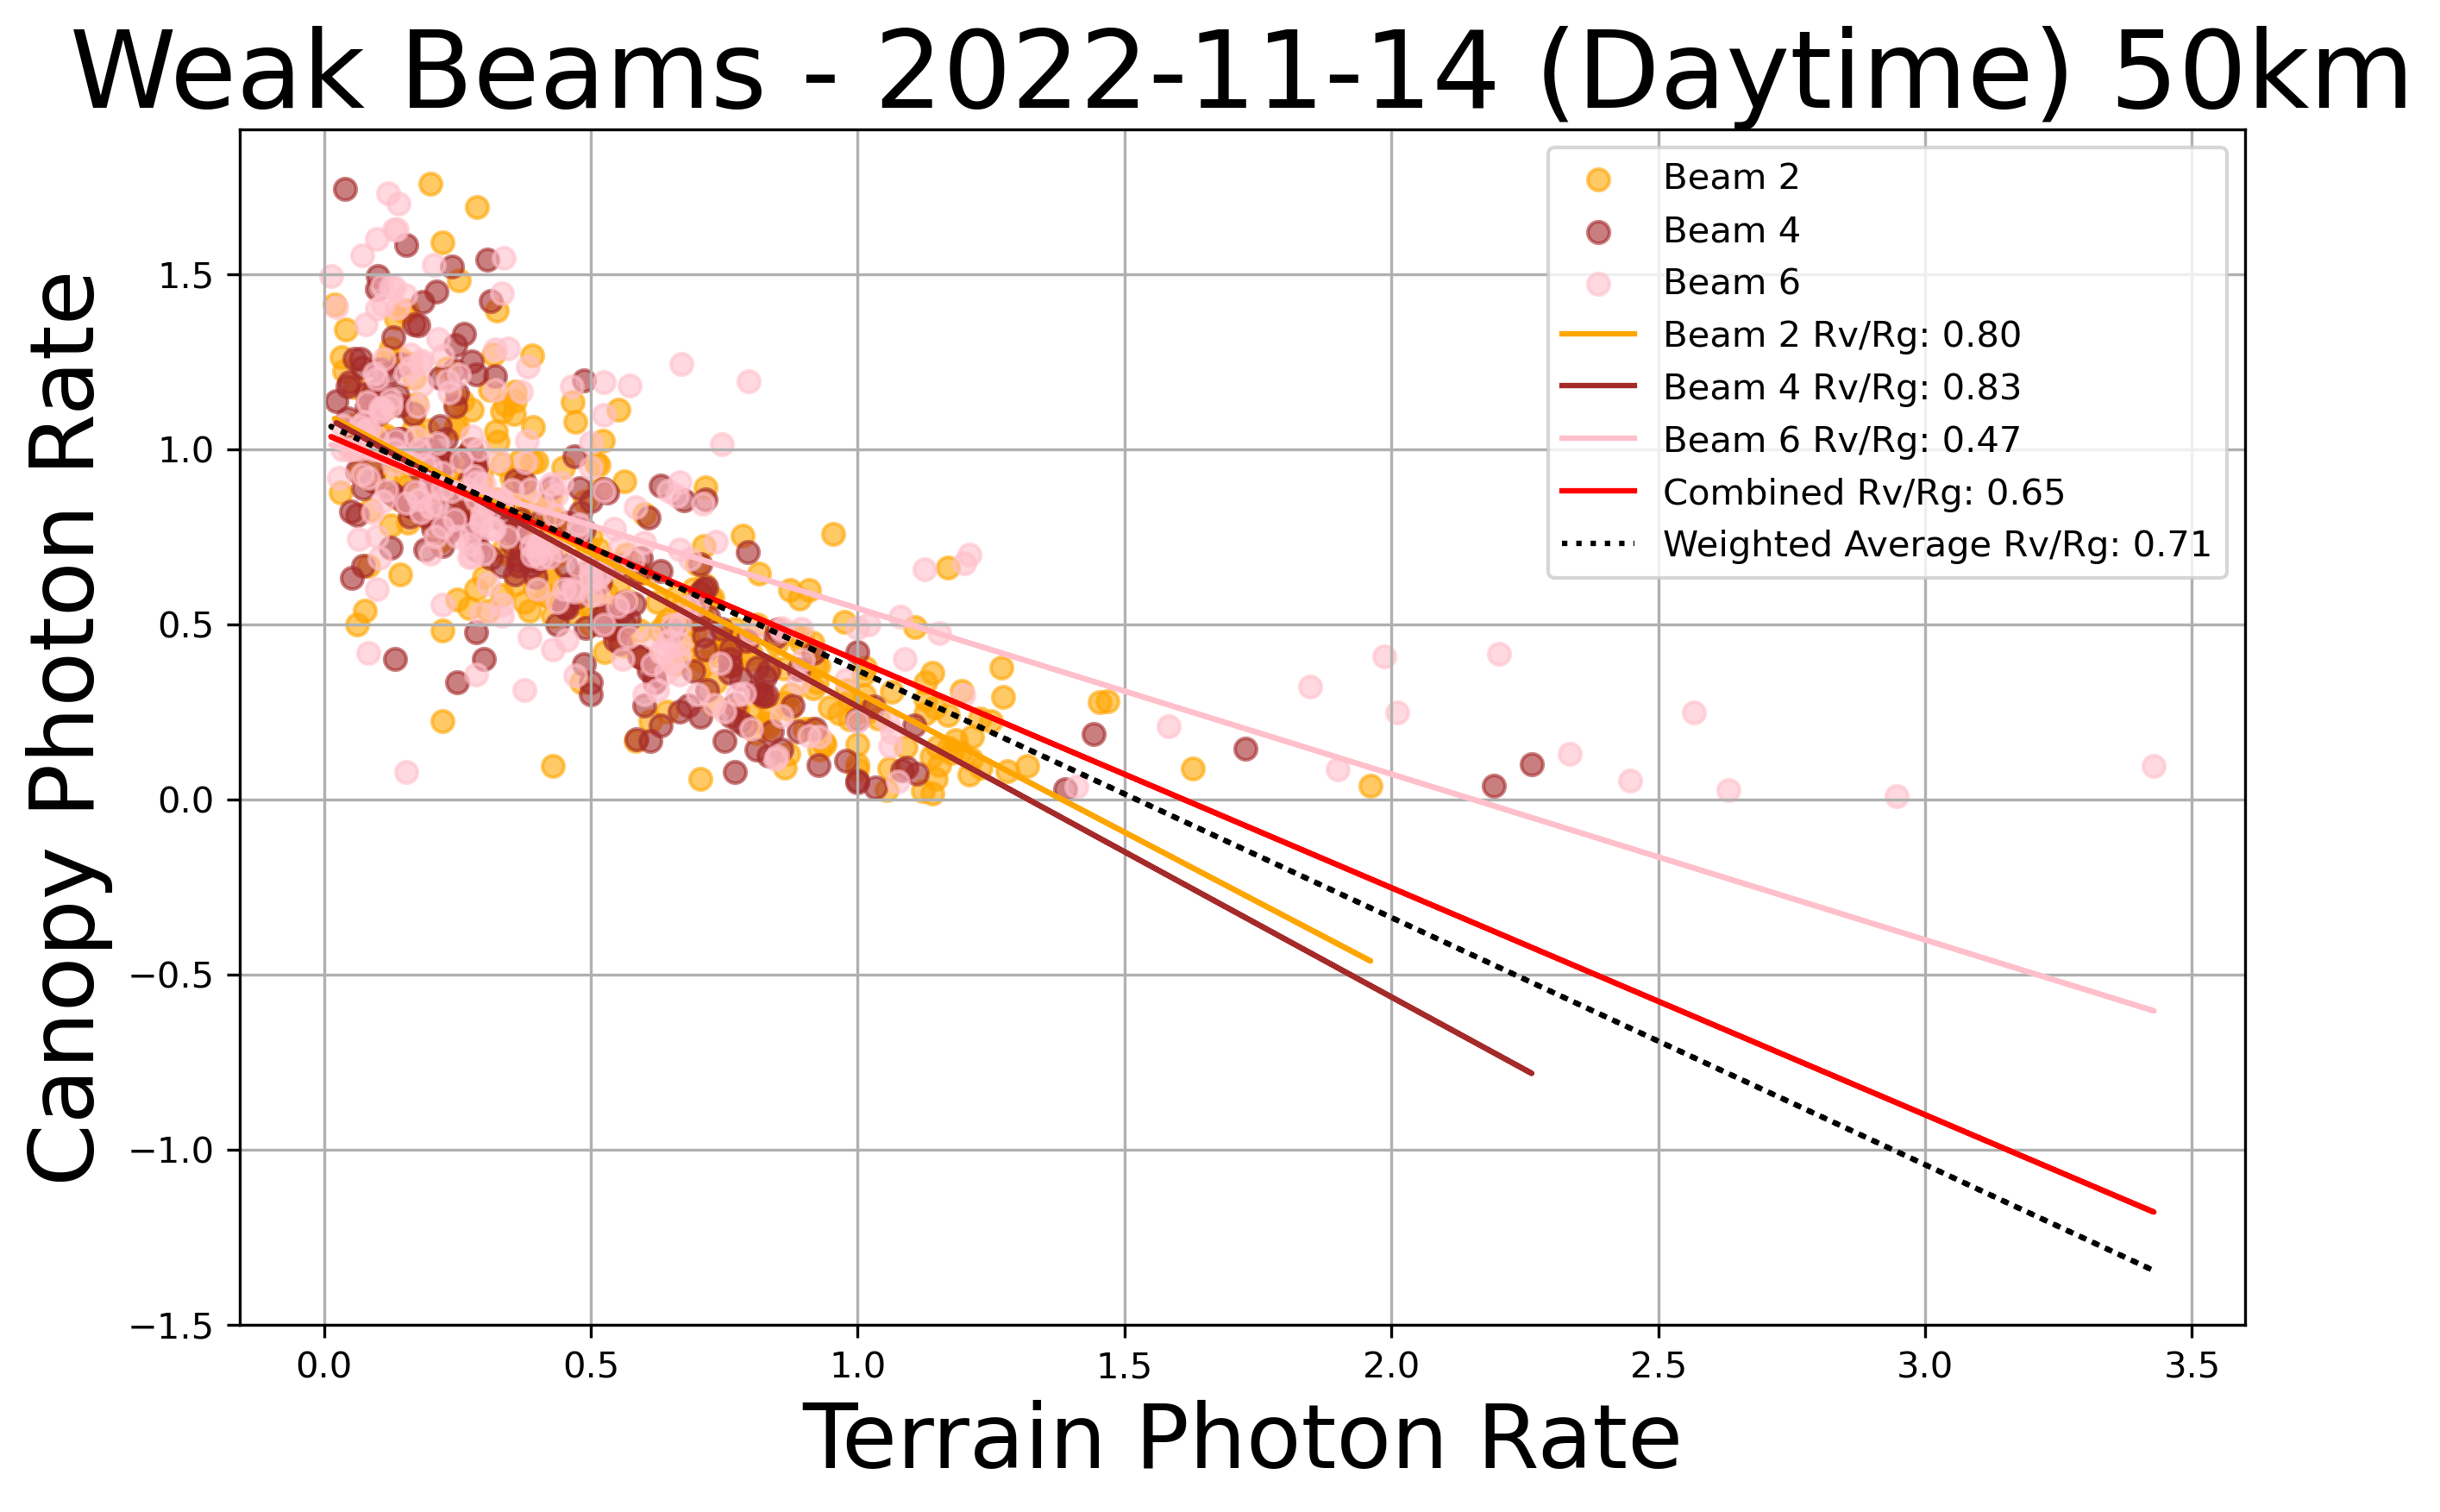 Weak Beams - 2022-11-14 (Daytime) 50km
Canopy Photon Rate
1.5
1.0
0.5
0.0
−0.5
−1.0
−1.5
Beam 2
Beam 4
Beam 6
Beam 2 Rv/Rg: 0.80
Beam 4 Rv/Rg: 0.83
Beam 6 Rv/Rg: 0.47
Combined Rv/Rg: 0.65
Weighted Average Rv/Rg: 0.71
0.0 0.5 1.0 1.5 2.0 2.5 3.0 3.5
Terrain Photon Rate